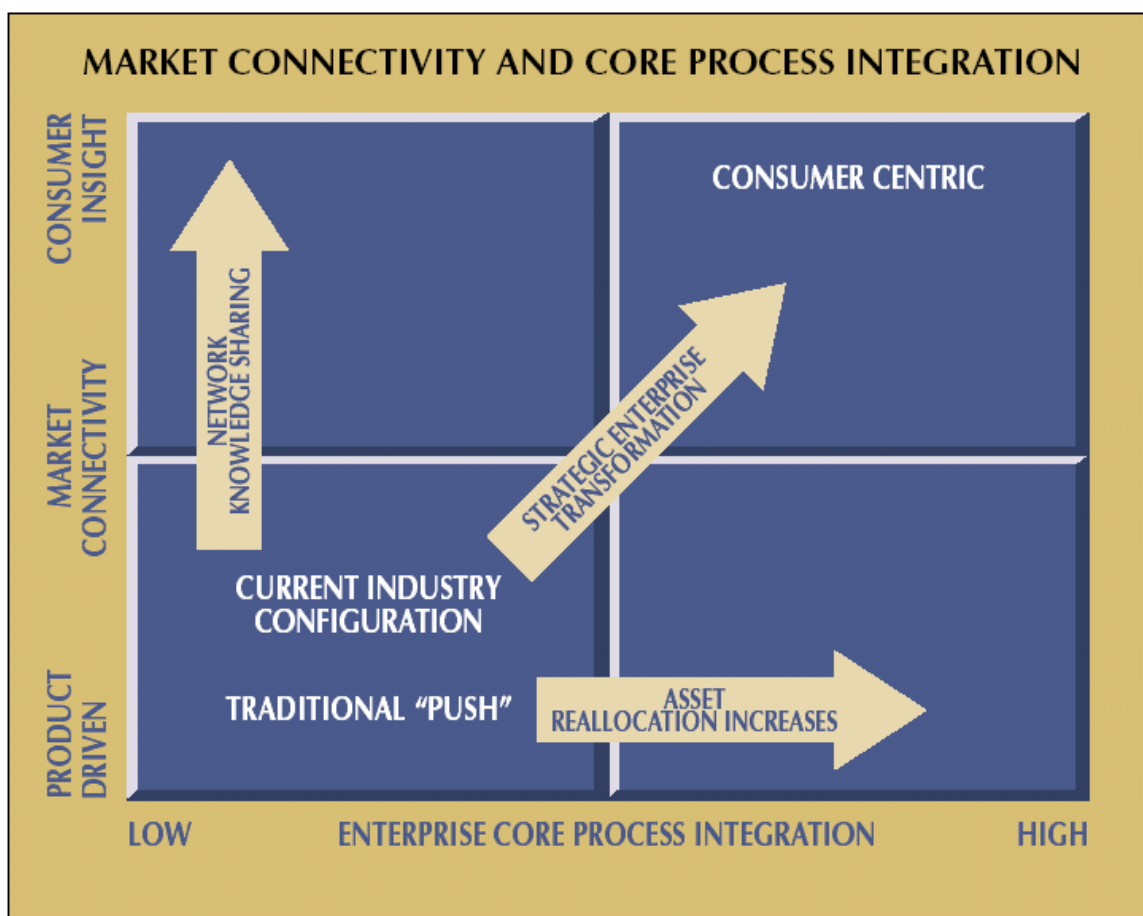 MARKET CONNECTIVITY AND CORE PROCESS INTEGRATION
CONSUMER
INSIGHT
MARKET
CONNECTIVITY
PRODUCT
DRIVEN
NETWORK
KNOWLEDGE SHARING
CONSUMER CENTRIC
STRATEGIC ENTERPRISE
TRANSFORMATION
CURRENT INDUSTRY
CONFIGURATION
TRADITIONAL “PUSH”
ASSET
REALLOCATION INCREASES
LOW
ENTERPRISE CORE PROCESS INTEGRATION
HIGH